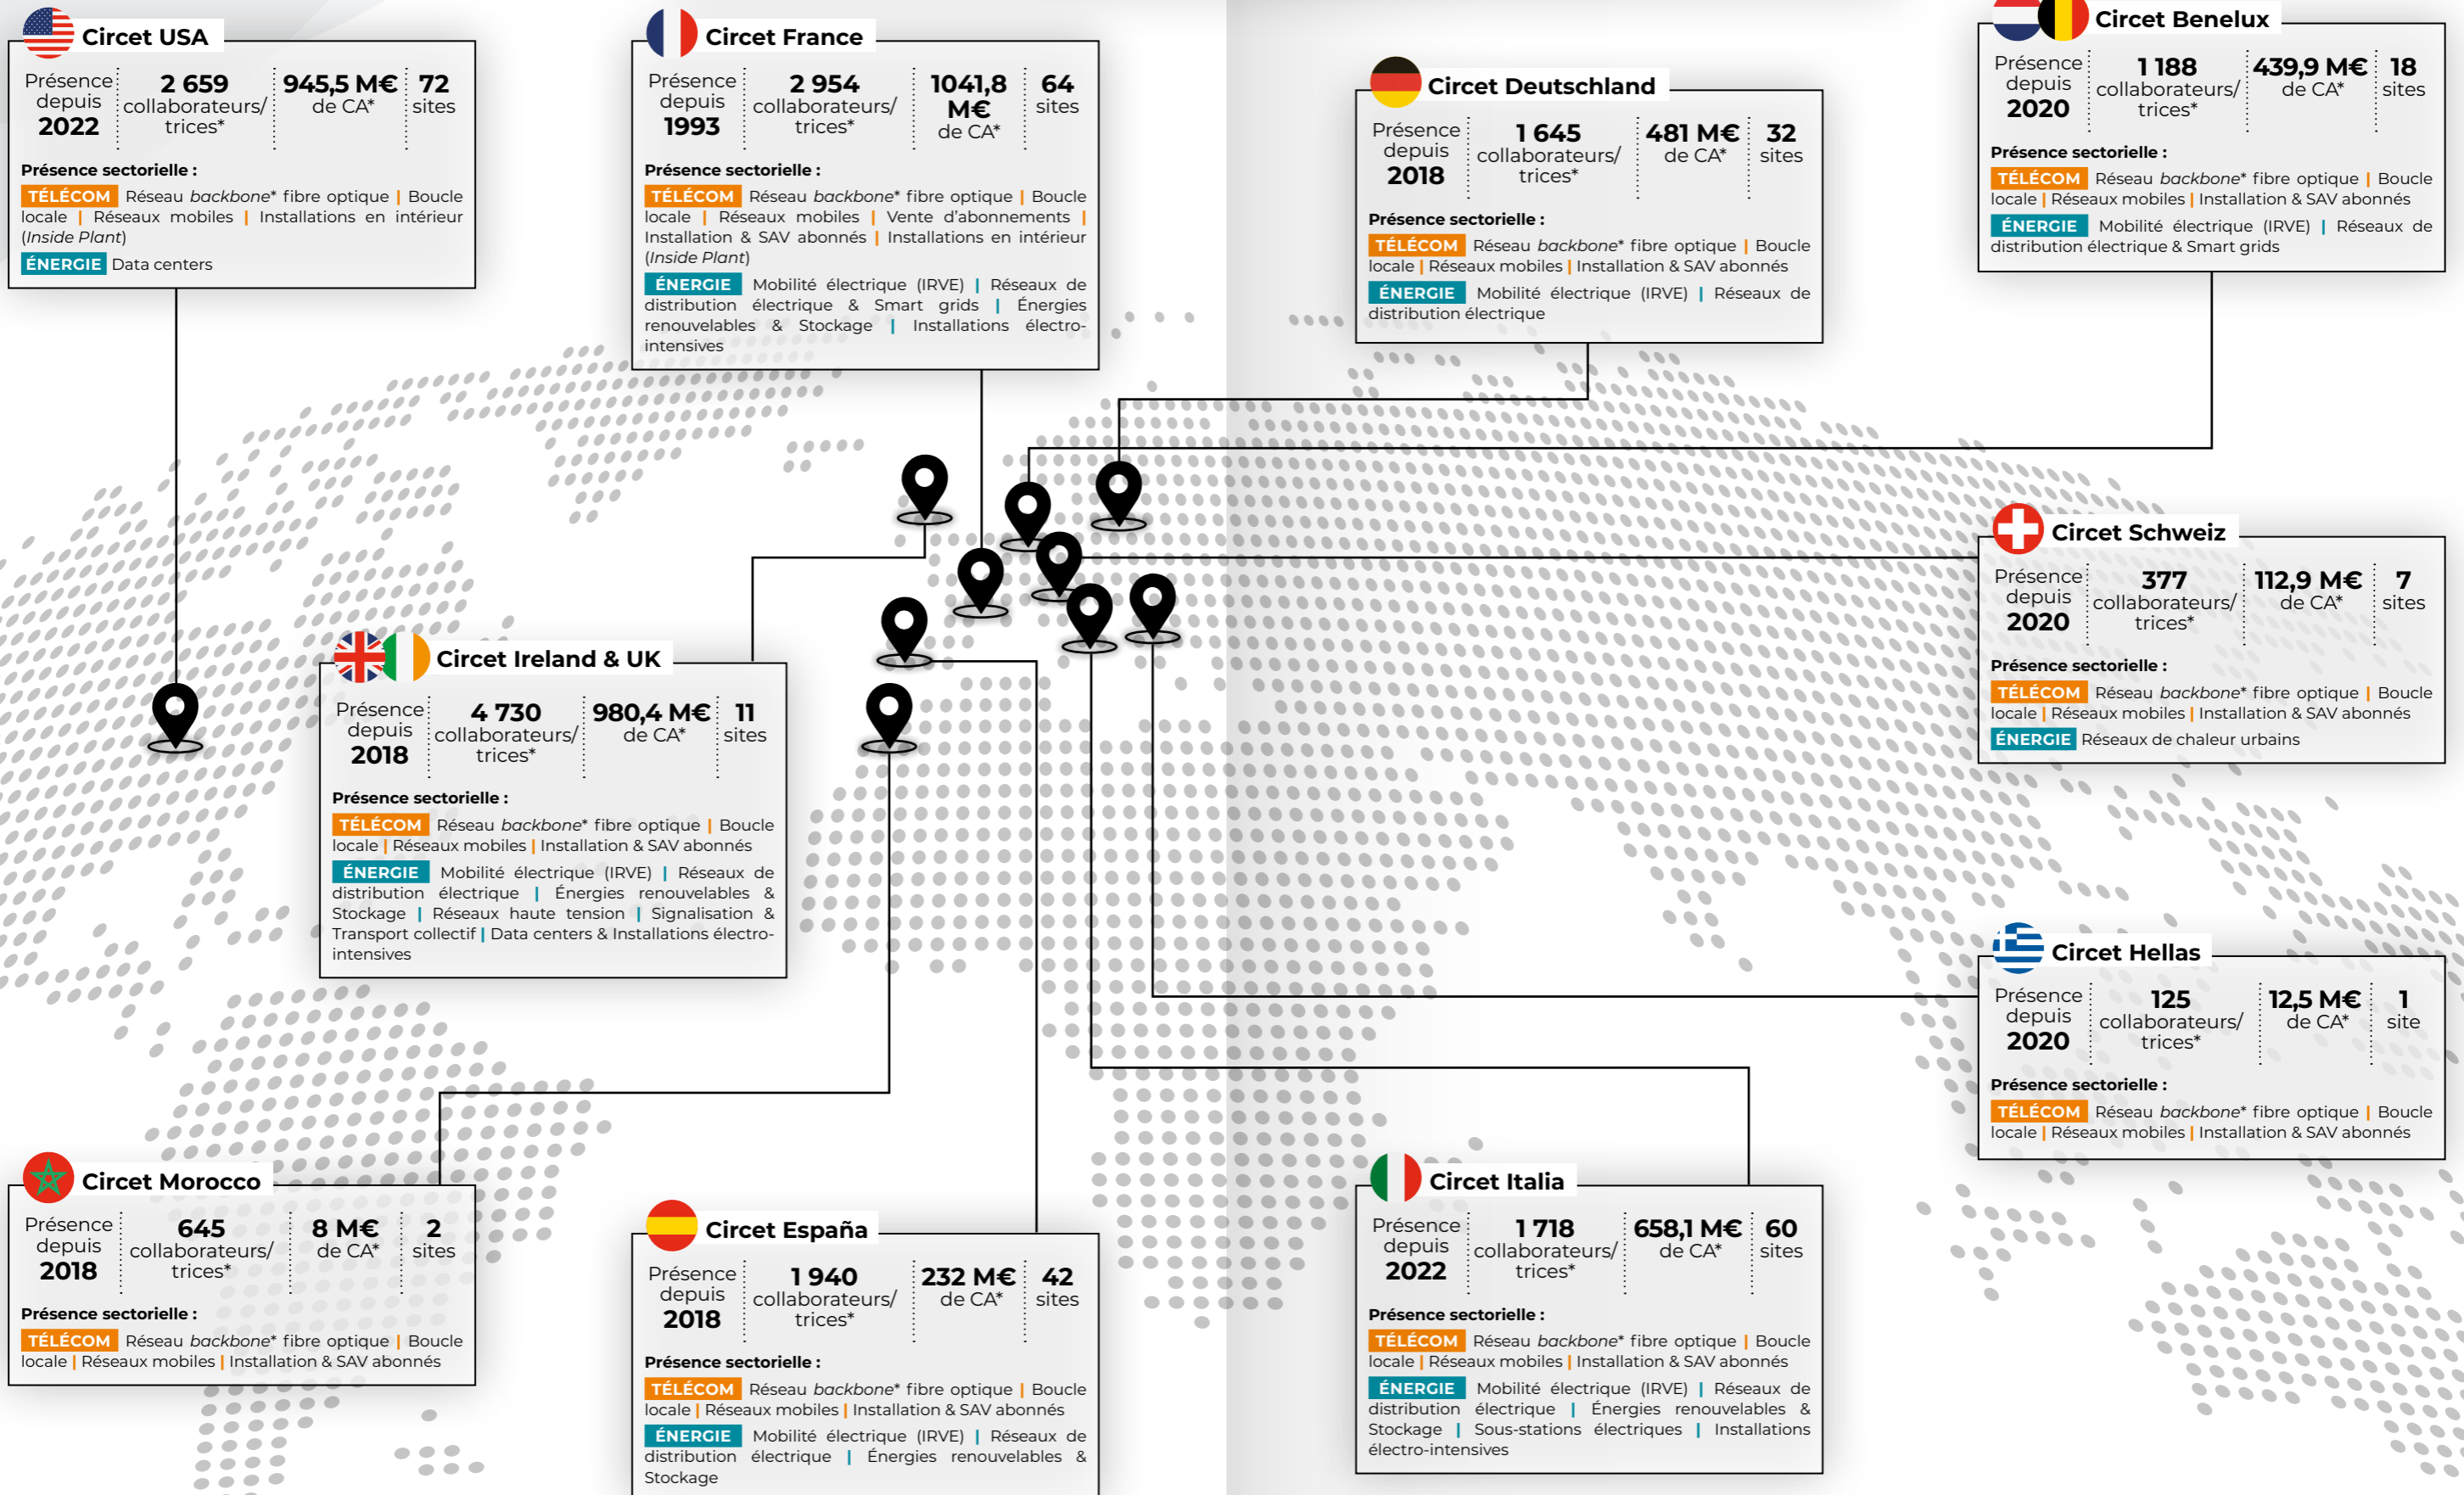 Circet USA
Présence depuis 2022
2 659 collaborateurs/trices*
945,5 M€ de CA*
72 sites
Présence sectorielle :
TÉLÉCOM Réseau backbone* fibre optique | Boucle
locale | Réseaux mobiles | Installations en intérieur
(Inside Plant)
ÉNERGIE Data centers
Circet France
Présence depuis 1993
2 954 collaborateurs/trices*
1041,8 M€ de CA*
64 sites
Présence sectorielle :
TÉLÉCOM Réseau backbone* fibre optique | Boucle
locale | Réseaux mobiles | Vente d'abonnements |
Installation & SAV abonnés | Installations en intérieur
(Inside Plant)
ÉNERGIE Mobilité électrique (IRVE) | Réseaux de
distribution électrique & Smart grids | Énergies
renouvelables & Stockage | Installations électro-
intensives
Circet Deutschland
Présence depuis 2018
1 645 collaborateurs/trices*
481 M€ de CA*
32 sites
Présence sectorielle :
TÉLÉCOM Réseau backbone* fibre optique | Boucle
locale | Réseaux mobiles | Installation & SAV abonnés
ÉNERGIE Mobilité électrique (IRVE) | Réseaux de
distribution électrique
Circet Benelux
Présence depuis 2020
1 188 collaborateurs/trices*
439,9 M€ de CA*
18 sites
Présence sectorielle :
TÉLÉCOM Réseau backbone* fibre optique | Boucle
locale | Réseaux mobiles | Installation & SAV abonnés
ÉNERGIE Mobilité électrique (IRVE) | Réseaux de
distribution électrique & Smart grids
Circet Schweiz
Présence depuis 2020
377 collaborateurs/trices*
112,9 M€ de CA*
7 sites
Présence sectorielle :
TÉLÉCOM Réseau backbone* fibre optique | Boucle
locale | Réseaux mobiles | Installation & SAV abonnés
ÉNERGIE Réseaux de chaleur urbains
Circet Ireland & UK
Présence depuis 2018
4 730 collaborateurs/trices*
980,4 M€ de CA*
11 sites
Présence sectorielle :
TÉLÉCOM Réseau backbone* fibre optique | Boucle
locale | Réseaux mobiles | Installation & SAV abonnés
ÉNERGIE Mobilité électrique (IRVE) | Réseaux de
distribution électrique | Énergies renouvelables &
Stockage | Réseaux haute tension | Signalisation &
Transport collectif | Data centers & Installations électro-
intensives
Circet Hellas
Présence depuis 2020
125 collaborateurs/trices*
12,5 M€ de CA*
1 site
Présence sectorielle :
TÉLÉCOM Réseau backbone* fibre optique | Boucle
locale | Réseaux mobiles | Installation & SAV abonnés
Circet Morocco
Présence depuis 2018
645 collaborateurs/trices*
8 M€ de CA*
2 sites
Présence sectorielle :
TÉLÉCOM Réseau backbone* fibre optique | Boucle
locale | Réseaux mobiles | Installation & SAV abonnés
Circet España
Présence depuis 2018
1 940 collaborateurs/trices*
232 M€ de CA*
42 sites
Présence sectorielle :
TÉLÉCOM Réseau backbone* fibre optique | Boucle
locale | Réseaux mobiles | Installation & SAV abonnés
ÉNERGIE Mobilité électrique (IRVE) | Réseaux de
distribution électrique | Énergies renouvelables &
Stockage
Circet Italia
Présence depuis 2022
1 718 collaborateurs/trices*
658,1 M€ de CA*
60 sites
Présence sectorielle :
TÉLÉCOM Réseau backbone* fibre optique | Boucle
locale | Réseaux mobiles | Installation & SAV abonnés
ÉNERGIE Mobilité électrique (IRVE) | Réseaux de
distribution électrique | Énergies renouvelables &
Stockage | Sous-stations électriques | Installations
électro-intensives